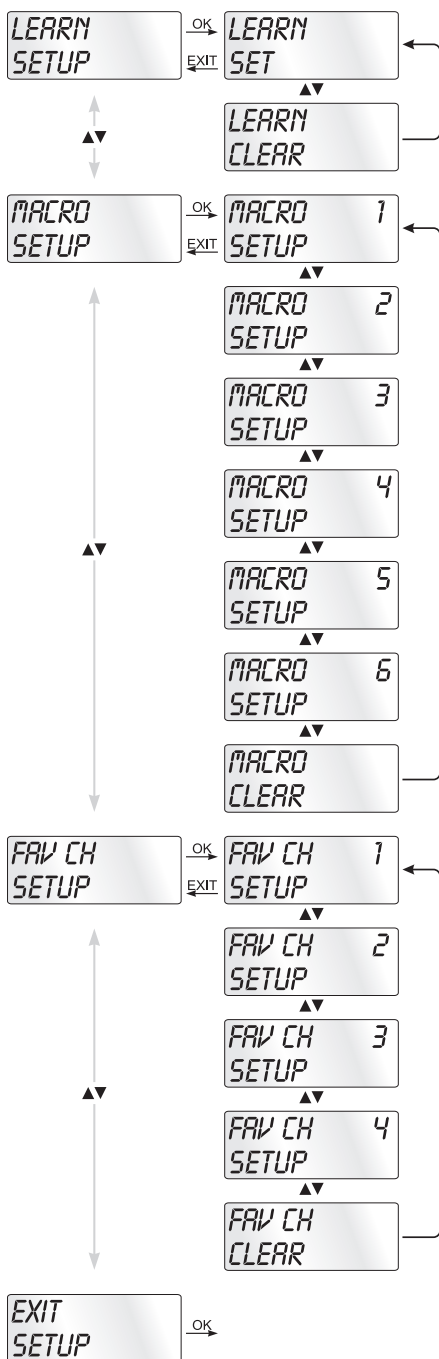 LEARN
SETUP
OK
EXIT
LEARN
SET
▲▼
LEARN
CLEAR
▲▼
MACRO
SETUP
OK
EXIT
MACRO 1
SETUP
▲▼
MACRO 2
SETUP
▲▼
MACRO 3
SETUP
▲▼
MACRO 4
SETUP
▲▼
▲▼
MACRO 5
SETUP
▲▼
MACRO 6
SETUP
▲▼
MACRO
CLEAR
FAV CH
SETUP
OK
EXIT
FAV CH 1
SETUP
▲▼
FAV CH 2
SETUP
▲▼
FAV CH 3
SETUP
▲▼
▲▼
FAV CH 4
SETUP
▲▼
FAV CH
CLEAR
EXIT
SETUP
OK